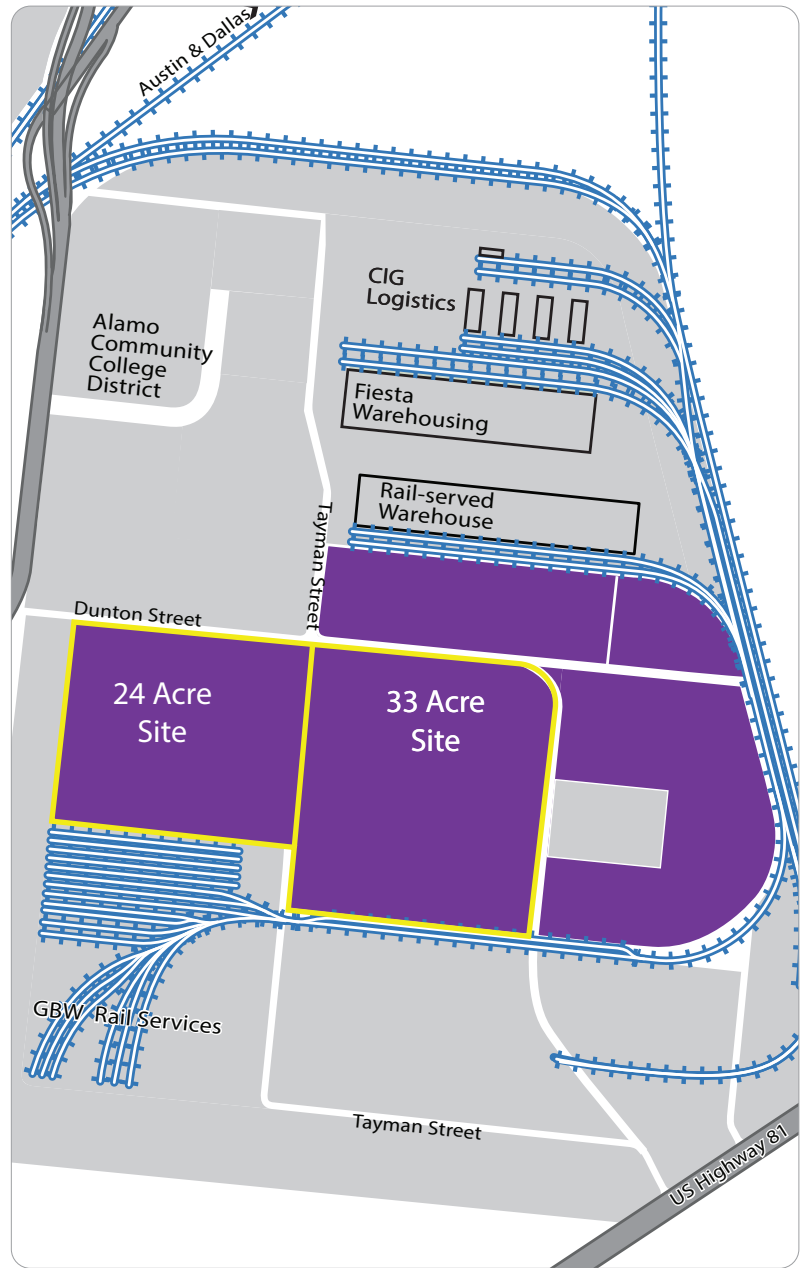 Austin & Dallas
CIG
Logistics
Alamo
Community
College
District
Fiesta
Warehousing
Rail-served
Warehouse
Tayman Street
Dunton Street
24 Acre
Site
33 Acre
Site
GBW Rail Services
Tayman Street
US Highway 81